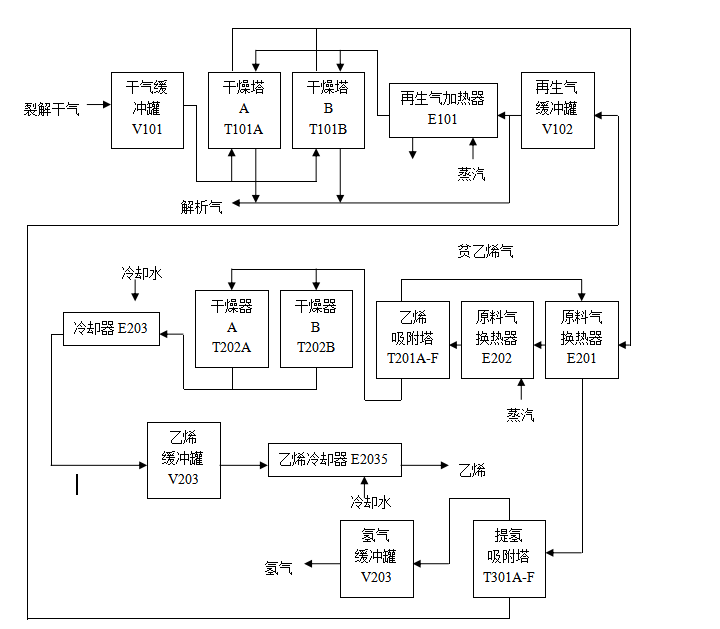 裂解干气
干气缓
冲罐
V101
干燥塔
A
T101A
干燥塔
B
T101B
再生气加热器
E101
再生气
缓冲罐
V102
蒸汽
解析气
贫乙烯气
冷却水
冷却器 E203
干燥器
A
T202A
干燥器
B
T202B
乙烯
吸附塔
T201A-F
原料气
换热器
E202
原料气
换热器
E201
蒸汽
乙烯
缓冲罐
V203
乙烯冷却器 E2035
乙烯
冷却水
氢气
氢气
缓冲罐
V203
提氢
吸附塔
T301A-F